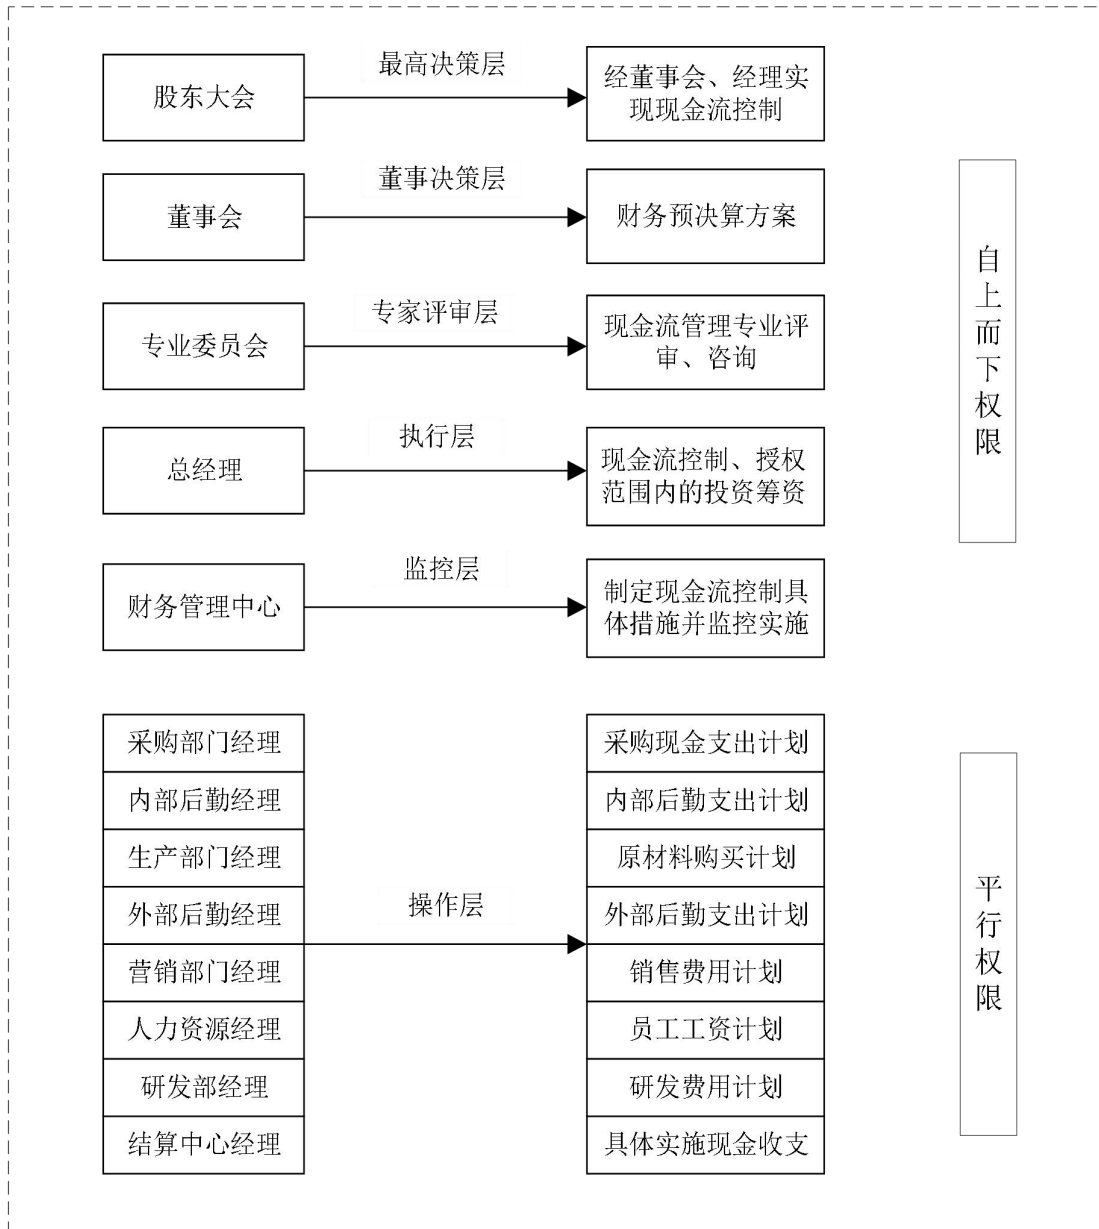 最高决策层
股东大会
经董事会、经理实
现现金流控制
董事决策层
董事会
财务预决算方案
专家评审层
专业委员会
现金流管理专业评
审、咨询
执行层
总经理
现金流控制、授权
范围内的投资筹资
自上而下权限
监控层
财务管理中心
制定现金流控制具
体措施并监控实施
采购部门经理
采购现金支出计划
内部后勤经理
内部后勤支出计划
生产部门经理
原材料购买计划
外部后勤经理
操作层
外部后勤支出计划
营销部门经理
销售费用计划
人力资源经理
员工工资计划
研发部经理
研发费用计划
结算中心经理
具体实施现金收支
平行权限